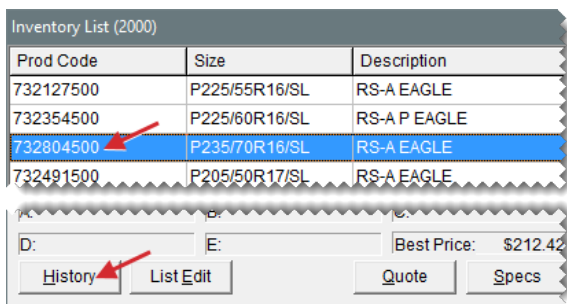 Inventory List (2000)
Prod Code Size Description
732127500 P225/55R16/SL RS-A EAGLE
732354500 P225/60R16/SL RS-A P EAGLE
732804500 P235/70R16/SL RS-A EAGLE
732491500 P205/50R17/SL RS-A EAGLE
A: B: C:
D: E: Best Price: $212.42
History List Edit Quote Specs